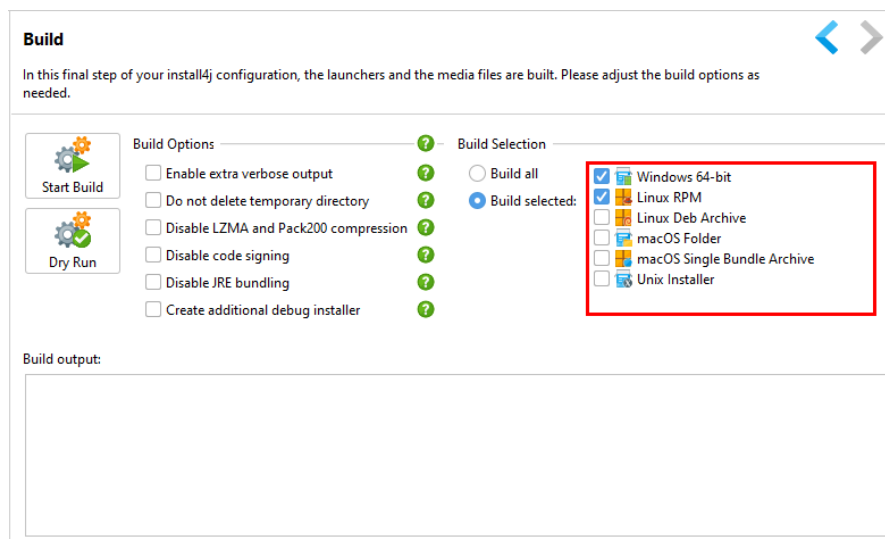 Build
In this final step of your install4j configuration, the launchers and the media files are built. Please adjust the build options as
needed.
Start Build
Dry Run
Build Options
Enable extra verbose output
Do not delete temporary directory
Disable LZMA and Pack200 compression
Disable code signing
Disable JRE bundling
Create additional debug installer
Build Selection
Build all
Build selected:
Windows 64-bit
Linux RPM
Linux Deb Archive
macOS Folder
macOS Single Bundle Archive
Unix Installer
Build output: